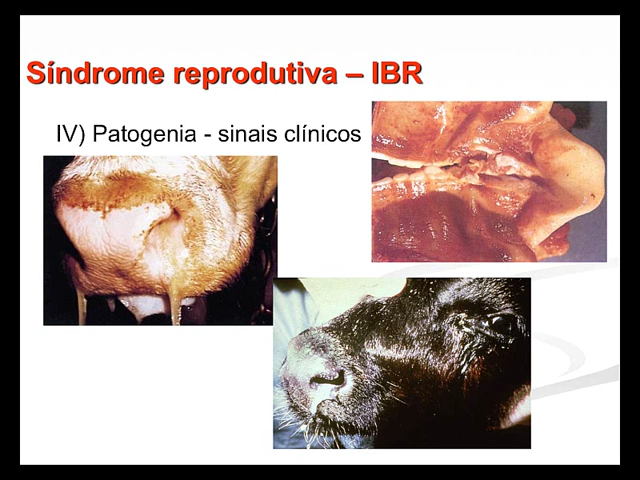 Síndrome reprodutiva – IBR
IV) Patogenia - sinais clínicos